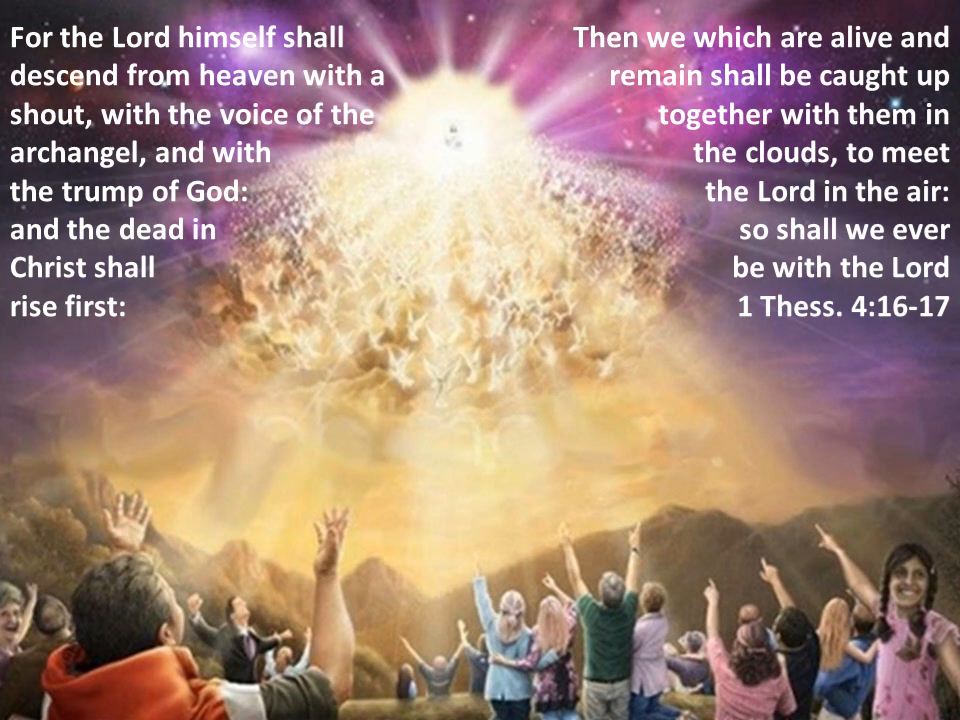 For the Lord himself shall
descend from heaven with a
shout, with the voice of the
archangel, and with
the trump of God:
and the dead in
Christ shall
rise first:
Then we which are alive and
remain shall be caught up
together with them in
the clouds, to meet
the Lord in the air:
so shall we ever
be with the Lord
1 Thess. 4:16-17